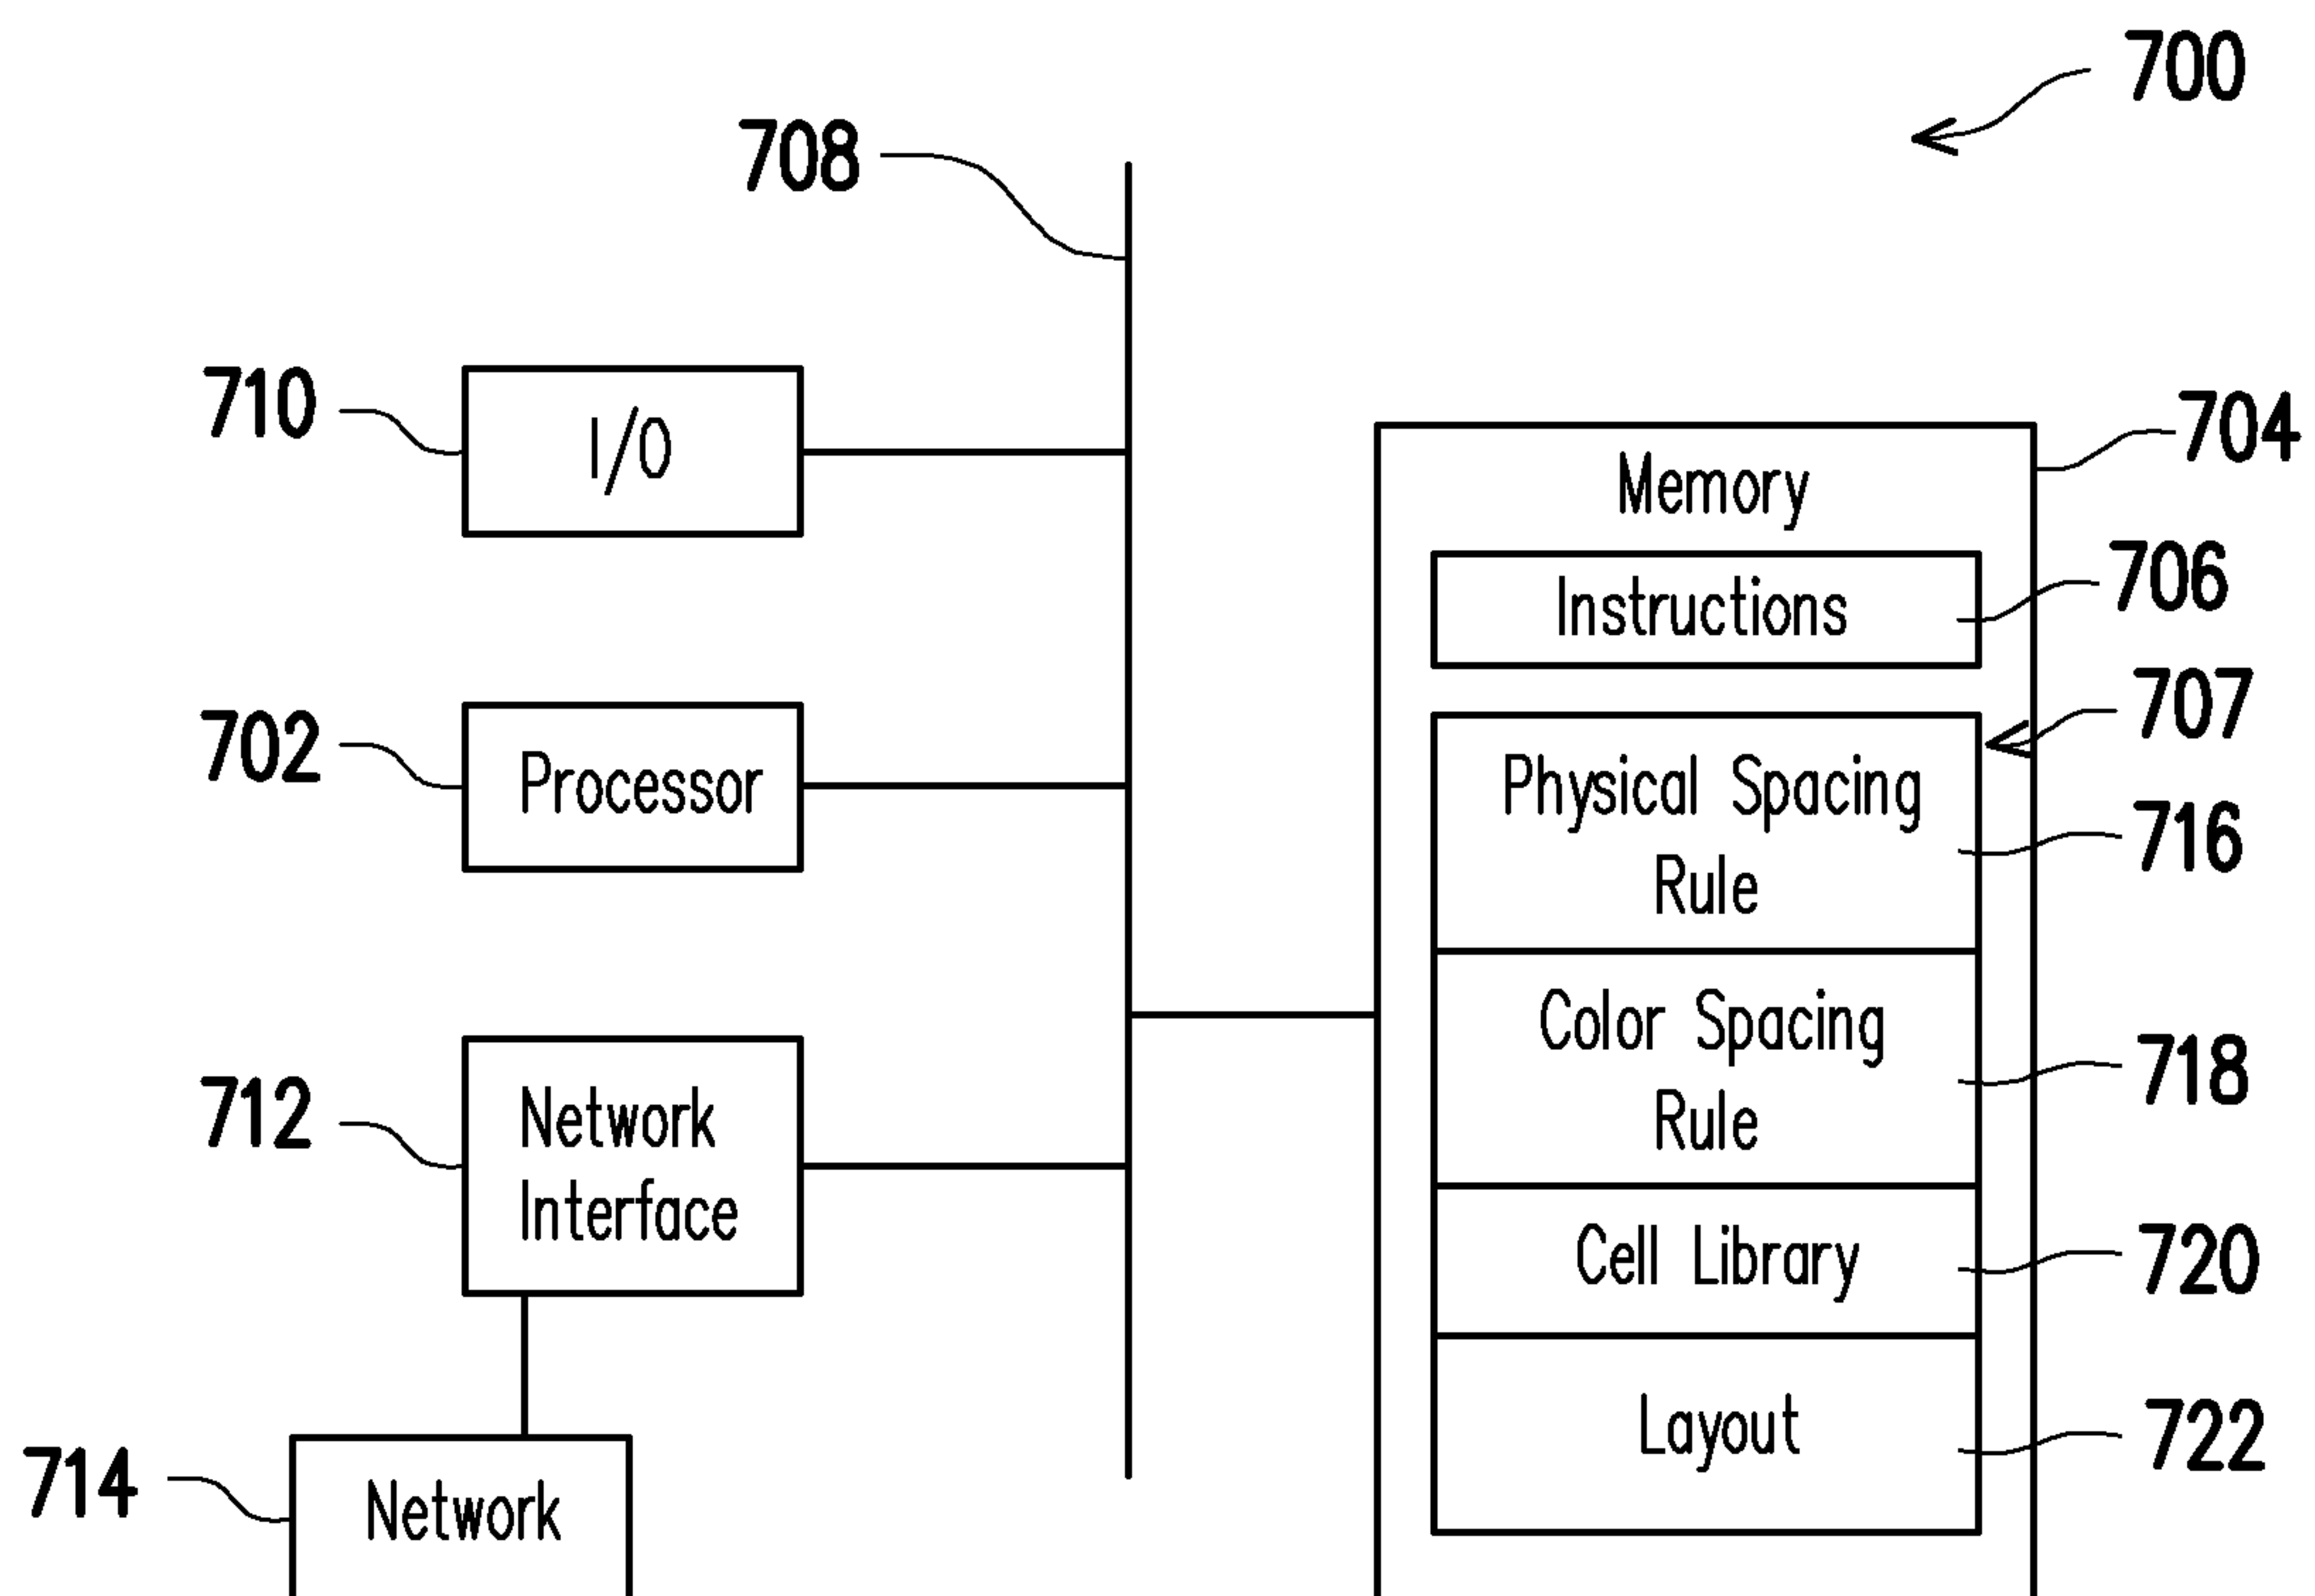 700
708
710
I/O
704
Memory
Instructions
706
707
702
Processor
Physical Spacing
Rule
716
Color Spacing
Rule
718
712
Network
Interface
Cell Library
720
Layout
722
714
Network